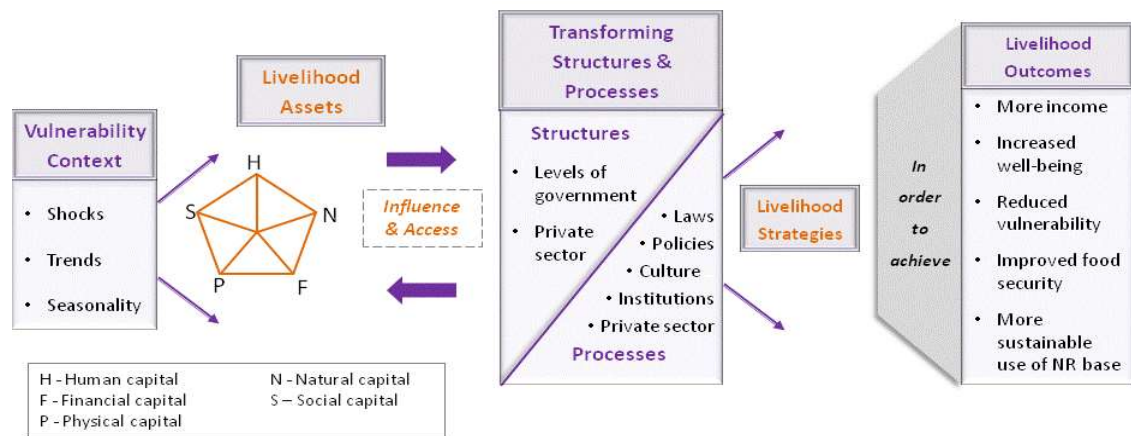 Vulnerability
Context
• Shocks
• Trends
• Seasonality
Livelihood
Assets
H
S
N
P
F
Influence
& Access
Transforming
Structures &
Processes
Structures
• Levels of
government
• Private
sector
• Laws
• Policies
• Culture
• Institutions
• Private sector
Processes
Livelihood
Strategies
In
order
to
achieve
Livelihood
Outcomes
• More income
• Increased
well-being
• Reduced
vulnerability
• Improved food
security
• More
sustainable
use of NR base
H - Human capital
N - Natural capital
F - Financial capital
S – Social capital
P - Physical capital